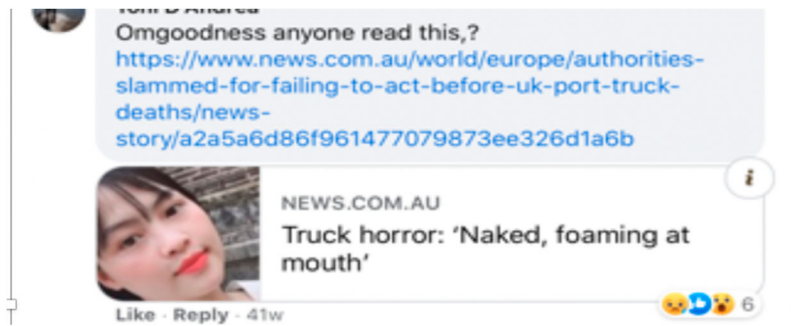 Toni D'Andrea
Omgoodness anyone read this,?
https://www.news.com.au/world/europe/authorities-
slammed-for-failing-to-act-before-uk-port-truck-
deaths/news-
story/a2a5a6d86f961477079873ee326d1a6b
i
NEWS.COM.AU
Truck horror: ‘Naked, foaming at
mouth’
6
Like · Reply · 41w